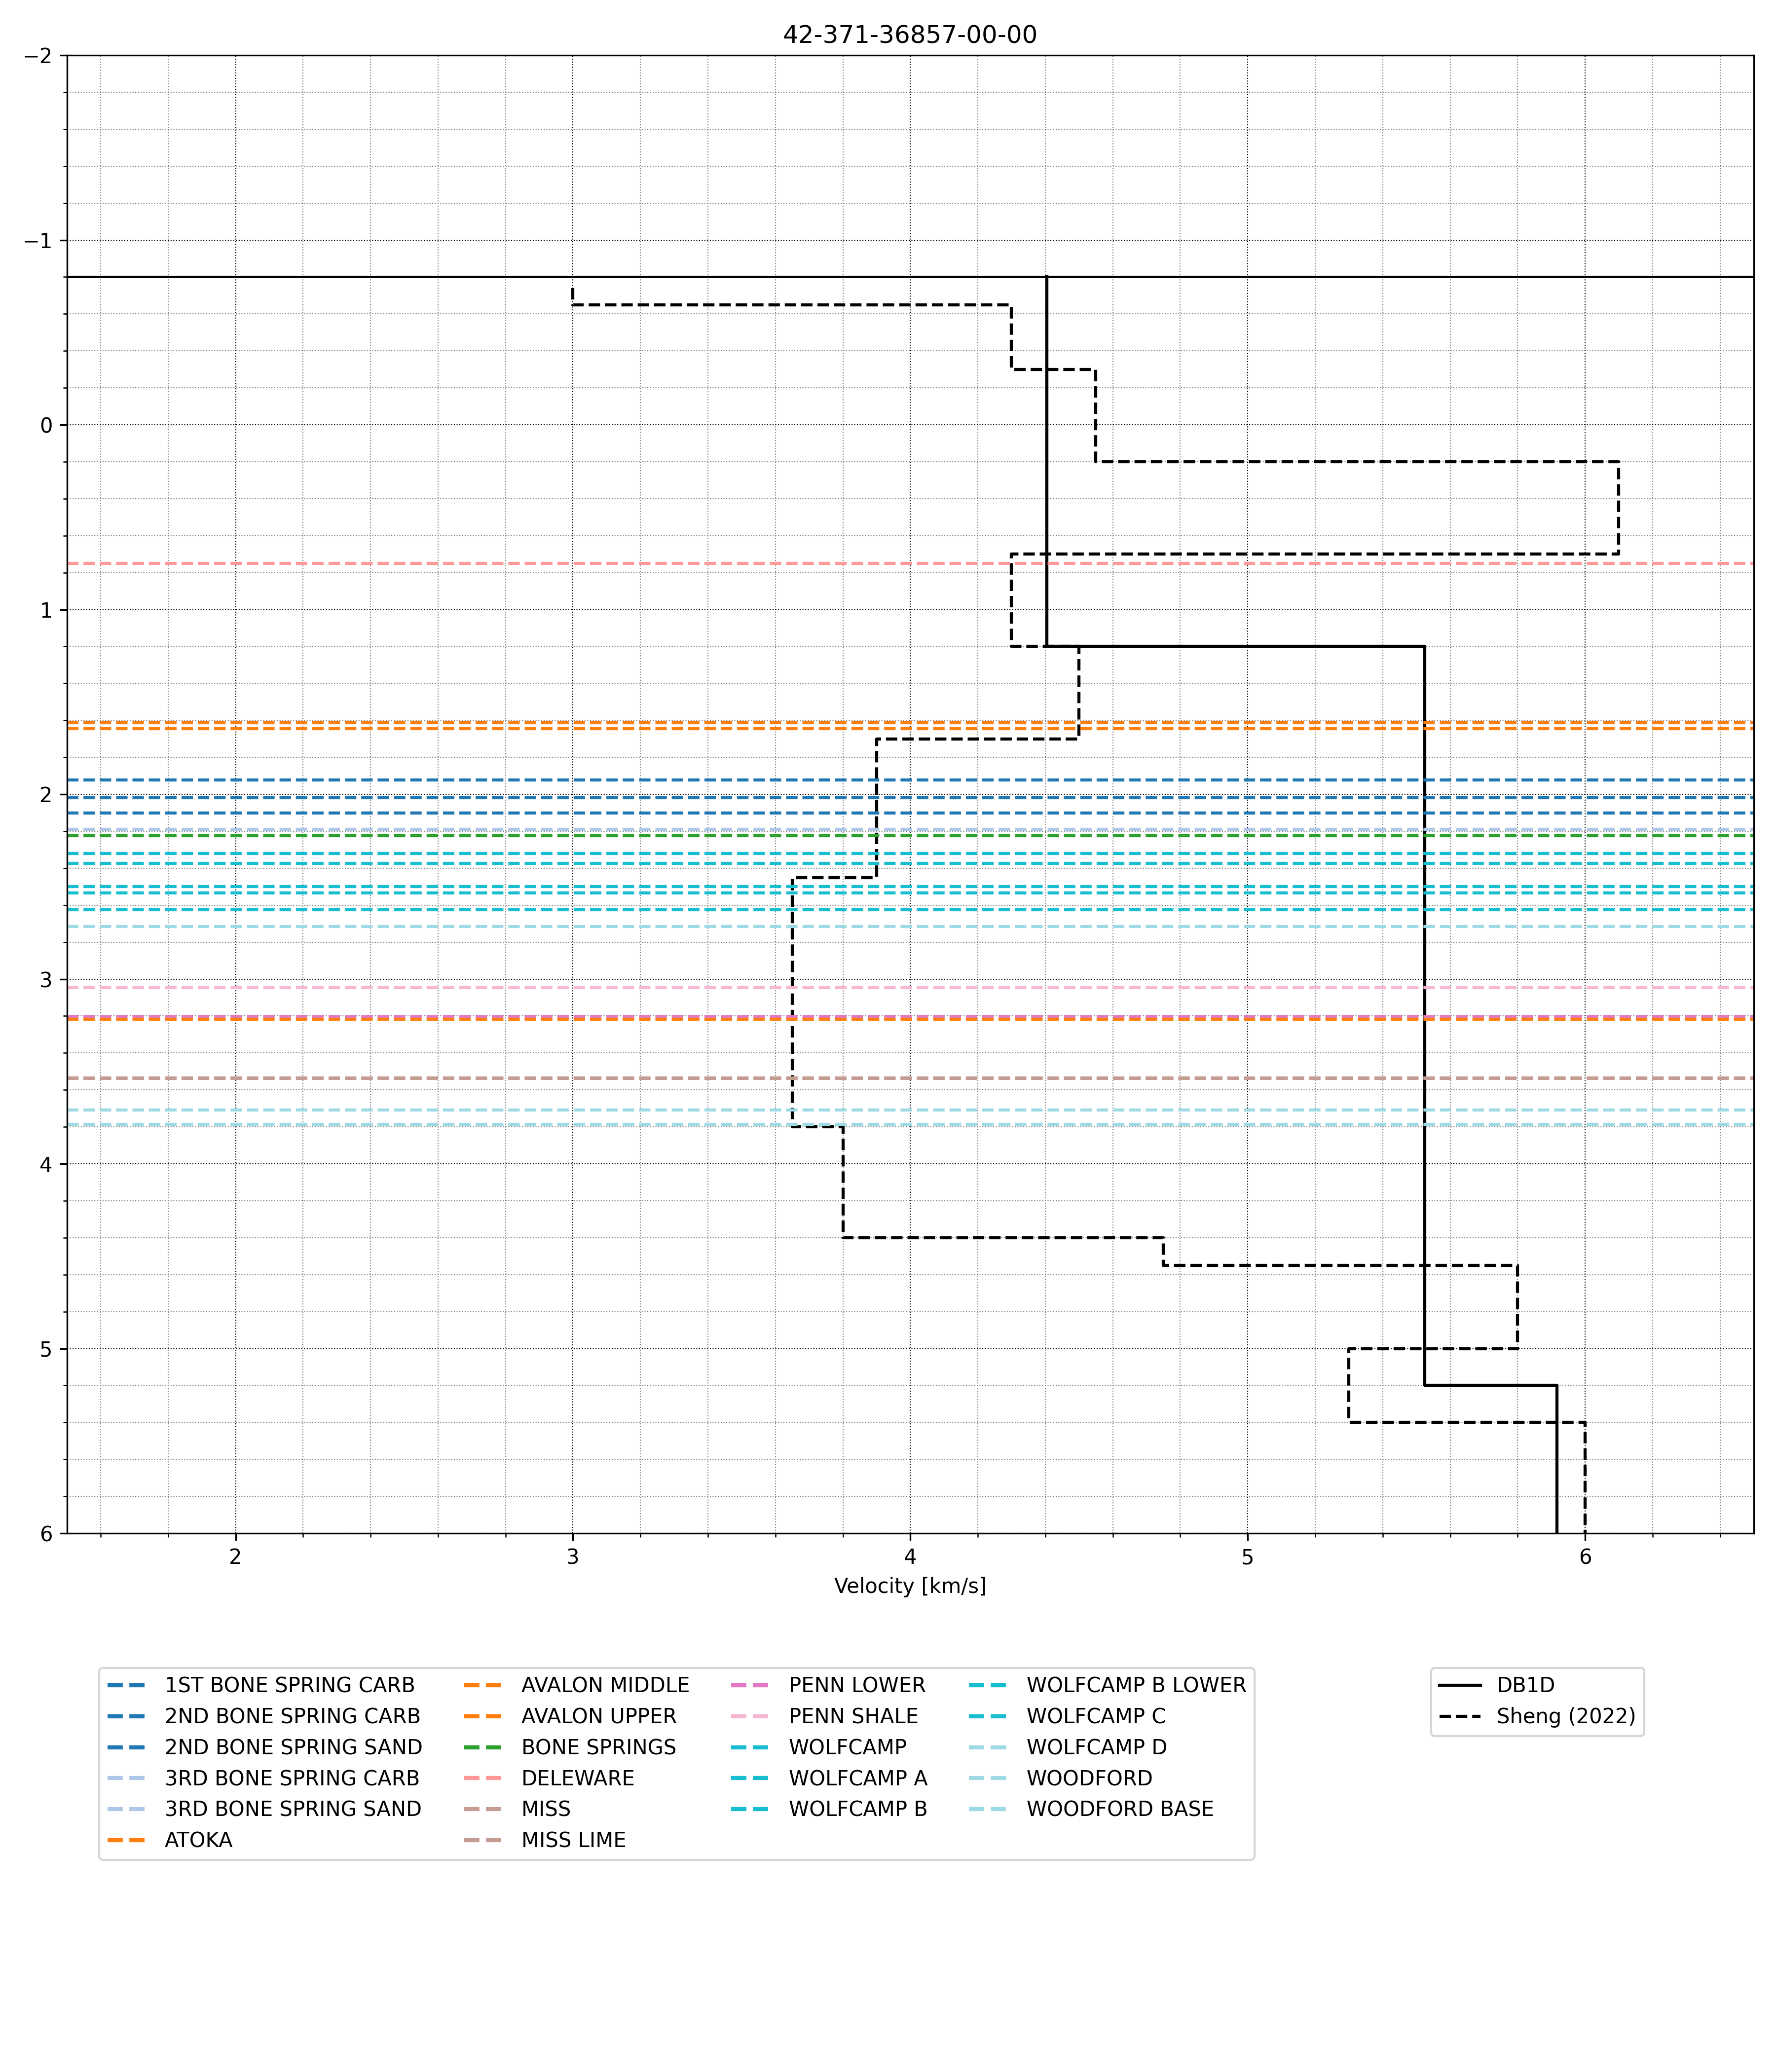 42-371-36857-00-00
−2
−1
0
1
2
3
4
5
6
2 3 4 5 6
Velocity [km/s]
1ST BONE SPRING CARB
2ND BONE SPRING CARB
2ND BONE SPRING SAND
3RD BONE SPRING CARB
3RD BONE SPRING SAND
ATOKA
AVALON MIDDLE
AVALON UPPER
BONE SPRINGS
DELEWARE
MISS
MISS LIME
PENN LOWER
PENN SHALE
WOLFCAMP
WOLFCAMP A
WOLFCAMP B
WOLFCAMP B LOWER
WOLFCAMP C
WOLFCAMP D
WOODFORD
WOODFORD BASE
DB1D
Sheng (2022)